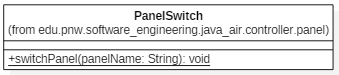 PanelSwitch
(from edu.pnw.software_engineering.java_air.controller.panel)
+switchPanel(panelName: String): void